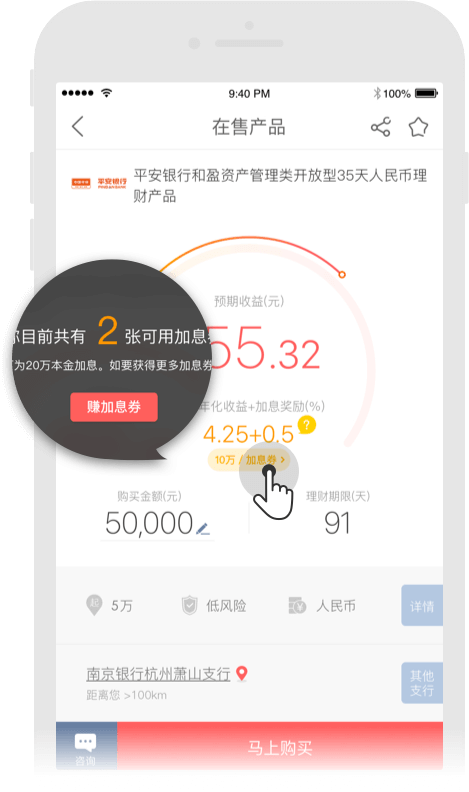 9:40 PM
100%
在售产品
平安银行
平安银行和盈资产管理类开放型35天人民币理
财产品
预期收益(元)
55.32
目前共有 2 张可用加息
为20万本金加息。如要获得更多加息券
赚加息券
年化收益+加息奖励(%)
4.25+0.5
?
10万 / 加息券 >
购买金额(元)
理财期限(天)
50,000
91
起 5万
低风险
¥ 人民币
详情
南京银行杭州萧山支行
距离您 >100km
其他
支行
咨询
马上购买